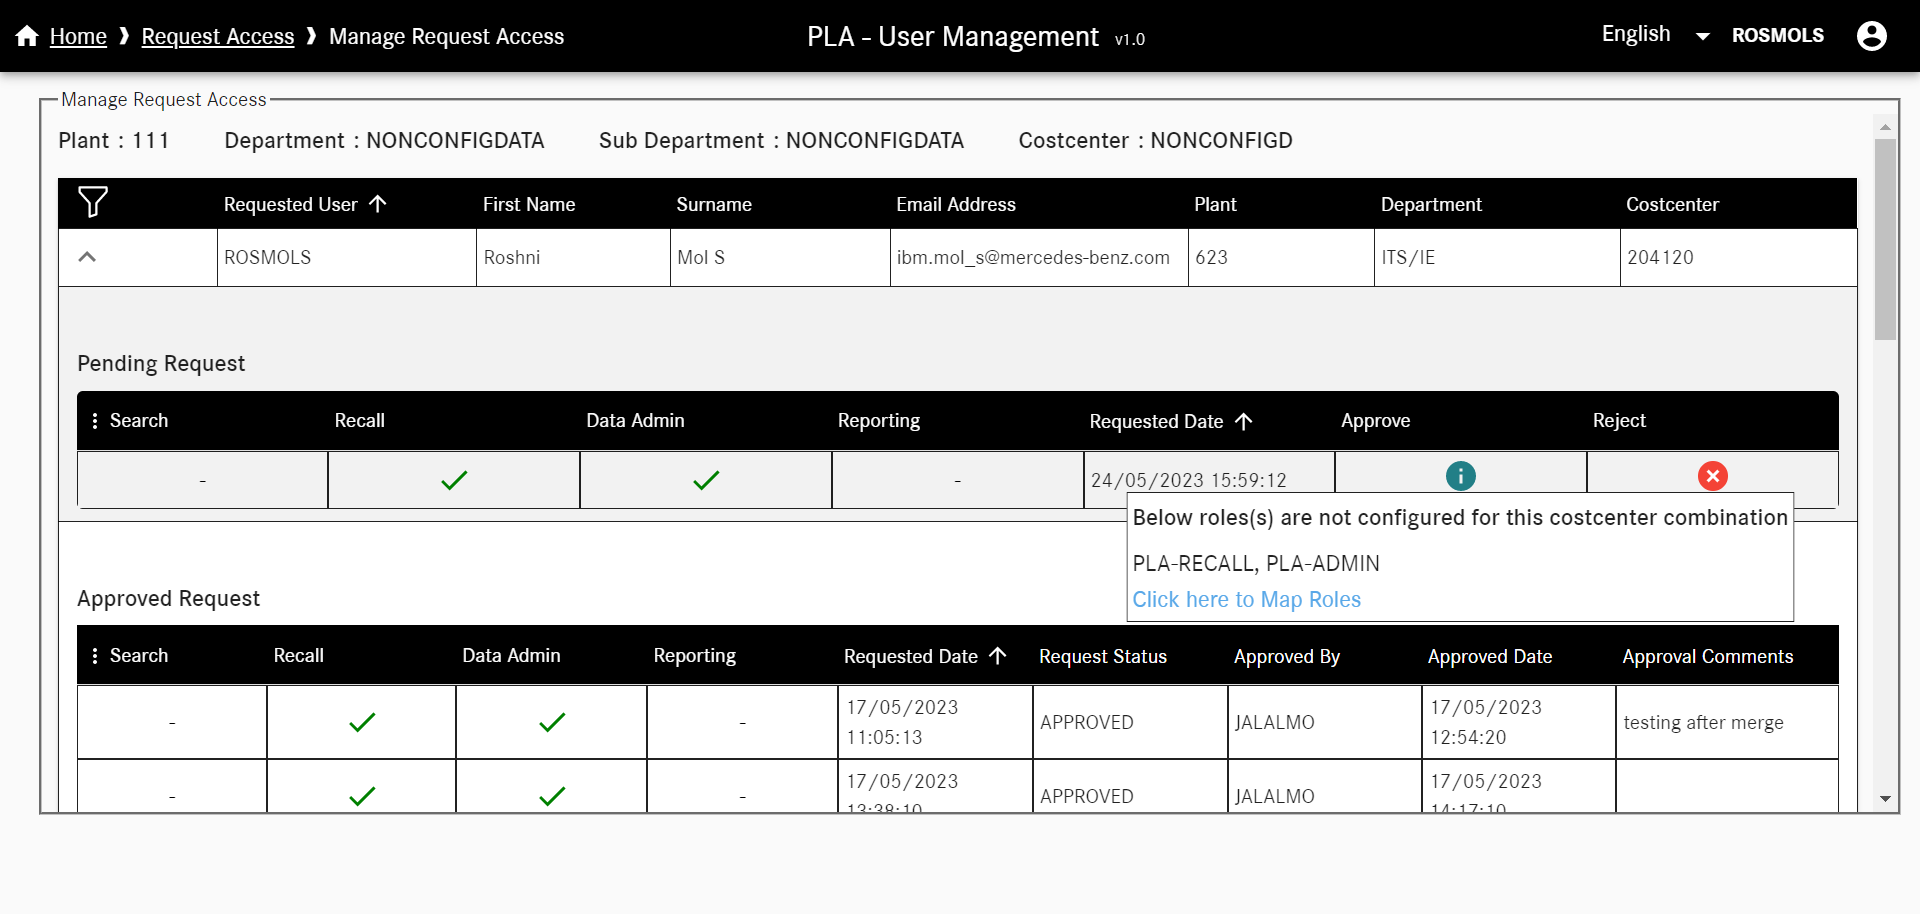 Home ❱ Request Access ❱ Manage Request Access
PLA - User Management v1.0
English
ROSMOLS
Manage Request Access
Plant : 111 Department : NONCONFIGDATA Sub Department : NONCONFIGDATA Costcenter : NONCONFIGD
Requested User First Name Surname Email Address Plant Department Costcenter
ROSMOLS Roshni Mol S ibm.mol_s@mercedes-benz.com 623 ITS/IE 204120
Pending Request
Search Recall Data Admin Reporting Requested Date Approve Reject
- - 24/05/2023 15:59:12
Below roles(s) are not configured for this costcenter combination
PLA-RECALL, PLA-ADMIN
Click here to Map Roles
Approved Request
Search Recall Data Admin Reporting Requested Date Request Status Approved By Approved Date Approval Comments
- - 17/05/2023 11:05:13 APPROVED JALALMO 17/05/2023 12:54:20 testing after merge
- - 17/05/2023 13:38:10 APPROVED JALALMO 17/05/2023 14:17:10